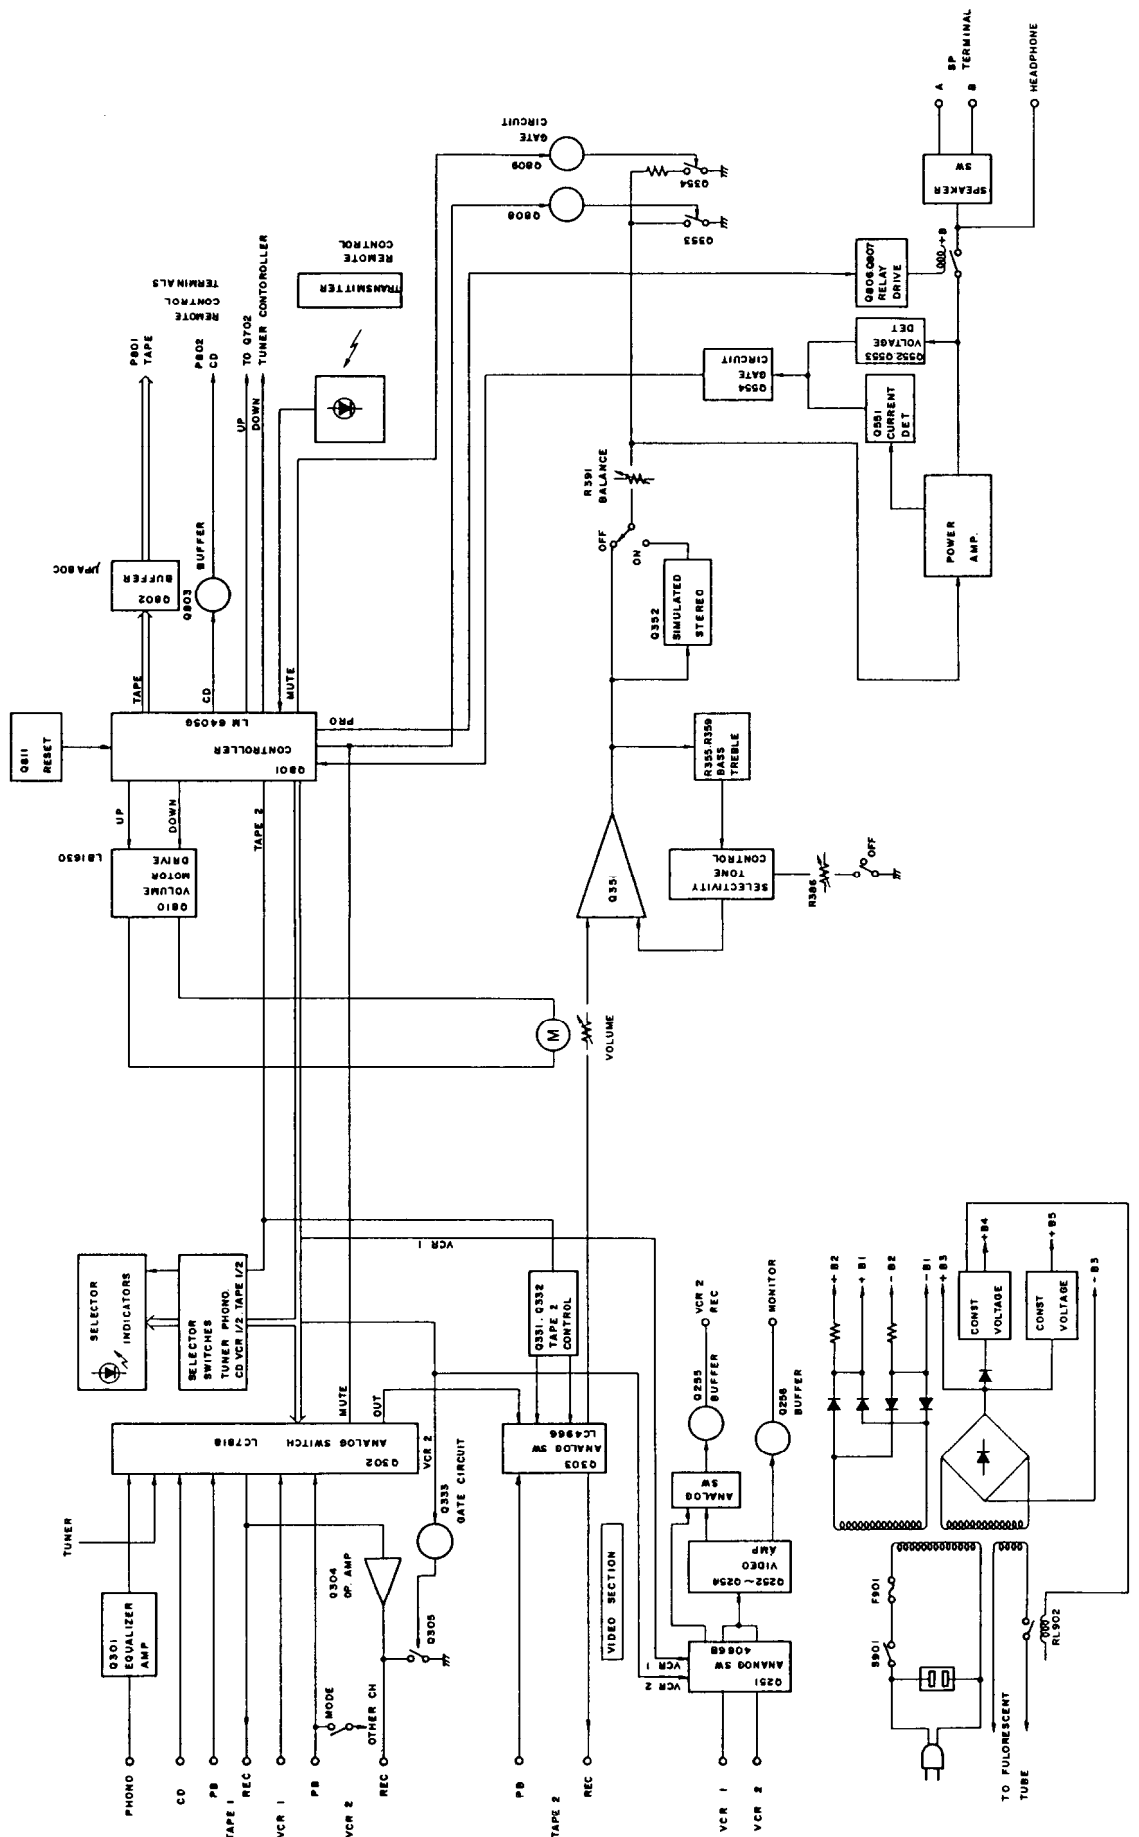 PHONO
CD
PB
REC
TAPE 1
VCR 1
PB
VCR 2
REC
PB
TAPE 2
REC
VCR 1
VCR 2
MODE
OTHER CH
Q301
EQUALIZER
AMP
TUNER
Q304
OP. AMP
Q305
Q333
GATE CIRCUIT
VCR 2
Q302
ANALOG SWITCH
LC7818
MUTE
OUT
SELECTOR
INDICATORS
SELECTOR
SWITCHES
TUNER PHONO.
CD VCR 1/2. TAPE 1/2
VCR 1
Q331. Q332
TAPE 2
CONTROL
Q303
ANALOG SW
LC4966
VIDEO SECTION
VCR 1
VCR 2
Q251
ANANOG SW
4066B
Q252~Q254
VIDEO
AMP
ANALOG
SW
Q255
BUFFER
VCR 2
REC
Q256
BUFFER
MONITOR
Q811
RESET
Q801
CONTROLLER
LM 6405G
UP
DOWN
TAPE 2
LB1630
Q810
VOLUME
MOTOR
DRIVE
M
VOLUME
TAPE
CD
MUTE
PRO
Q802
BUFFER
μPA80C
Q803
BUFFER
P801
TAPE
P802
CD
REMOTE
CONTROL
TERMINALS
UP
DOWN
TO Q702
TUNER CONTOROLLER
TRANSMITTER
REMOTE
CONTROL
Q809
GATE
CIRCUIT
Q808
Q354
Q353
Q351
R355. R359
BASS
TREBLE
SELECTIVITY
TONE
CONTROL
R386
OFF
Q352
SIMULATED
STEREO
OFF
ON
R391
BALANCE
Q554
GATE
CIRCUIT
Q551
CURRENT
DET
Q552.Q553
VOLTAGE
DET
Q806.Q807
RELAY
DRIVE
+B
POWER
AMP.
SPEAKER
SW
A
B
SP
TERMINAL
HEADPHONE
S901
F901
RL902
TO FULORESCENT
TUBE
+ B2
+ B1
- B2
- B1
+ B3
CONST
VOLTAGE
+ B4
CONST
VOLTAGE
+ B5
- B3